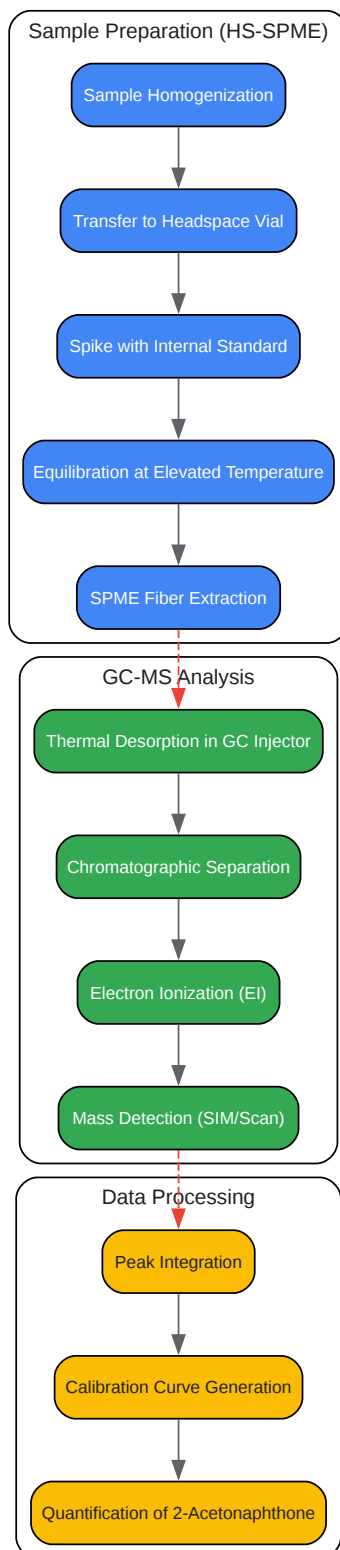 Sample Preparation (HS-SPME)
Sample Homogenization
Transfer to Headspace Vial
Spike with Internal Standard
Equilibration at Elevated Temperature
SPME Fiber Extraction
GC-MS Analysis
Thermal Desorption in GC Injector
Chromatographic Separation
Electron Ionization (EI)
Mass Detection (SIM/Scan)
Data Processing
Peak Integration
Calibration Curve Generation
Quantification of 2-Acetonaphthone